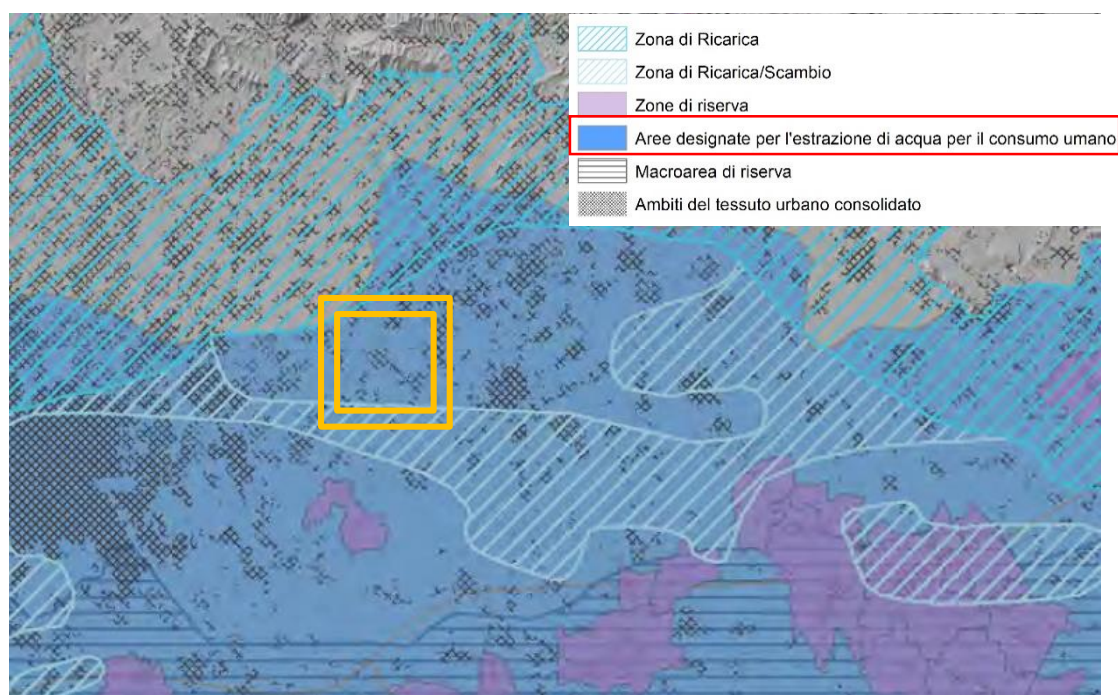 Zona di Ricarica
Zona di Ricarica/Scambio
Zone di riserva
Aree designate per l'estrazione di acqua per il consumo umano
Macroarea di riserva
Ambiti del tessuto urbano consolidato